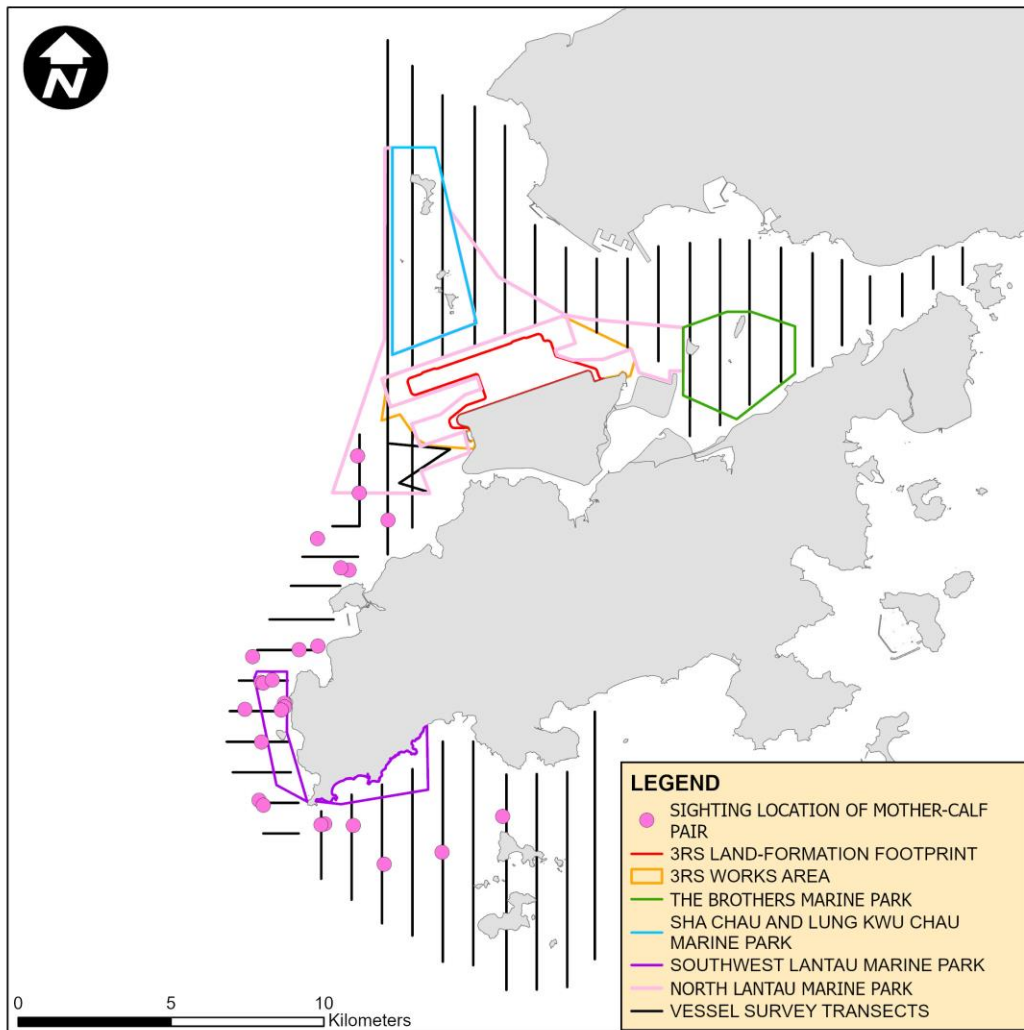 N
LEGEND
SIGHTING LOCATION OF MOTHER-CALF
PAIR
3RS LAND-FORMATION FOOTPRINT
3RS WORKS AREA
THE BROTHERS MARINE PARK
SHA CHAU AND LUNG KWU CHAU
MARINE PARK
SOUTHWEST LANTAU MARINE PARK
NORTH LANTAU MARINE PARK
VESSEL SURVEY TRANSECTS
0 5 10
Kilometers